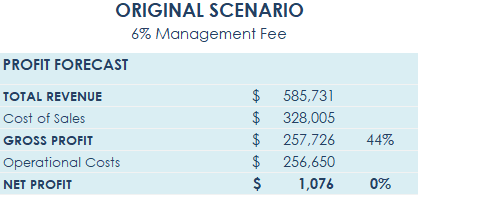 ORIGINAL SCENARIO
6% Management Fee
PROFIT FORECAST
TOTAL REVENUE $ 585,731
Cost of Sales $ 328,005
GROSS PROFIT $ 257,726 44%
Operational Costs $ 256,650
NET PROFIT $ 1,076 0%